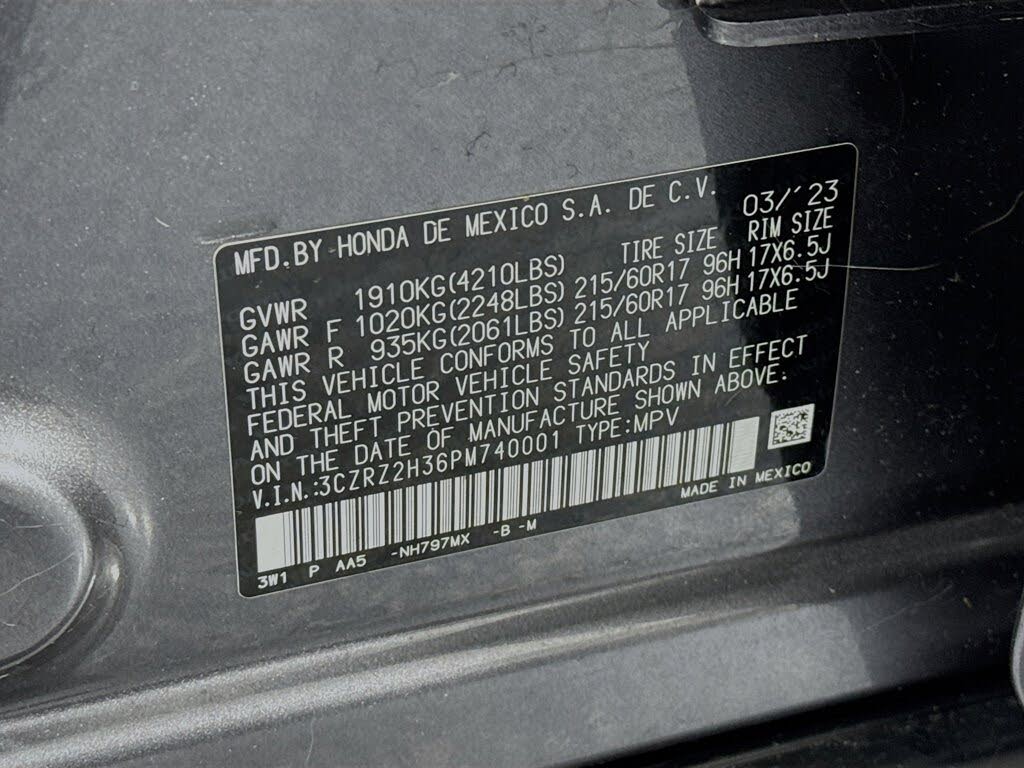 MFD.BY HONDA DE MEXICO S.A. DE C.V. 03/´23
TIRE SIZE RIM SIZE
GVWR 1910KG(4210LBS)
GAWR F 1020KG(2248LBS) 215/60R17 96H 17X6.5J
GAWR R 935KG(2061LBS) 215/60R17 96H 17X6.5J
THIS VEHICLE CONFORMS TO ALL APPLICABLE
FEDERAL MOTOR VEHICLE SAFETY
AND THEFT PREVENTION STANDARDS IN EFFECT
ON THE DATE OF MANUFACTURE SHOWN ABOVE:
V.I.N.:3CZRZ2H36PM740001 TYPE:MPV
3W1 P AA5 -NH797MX -B -M MADE IN MEXICO